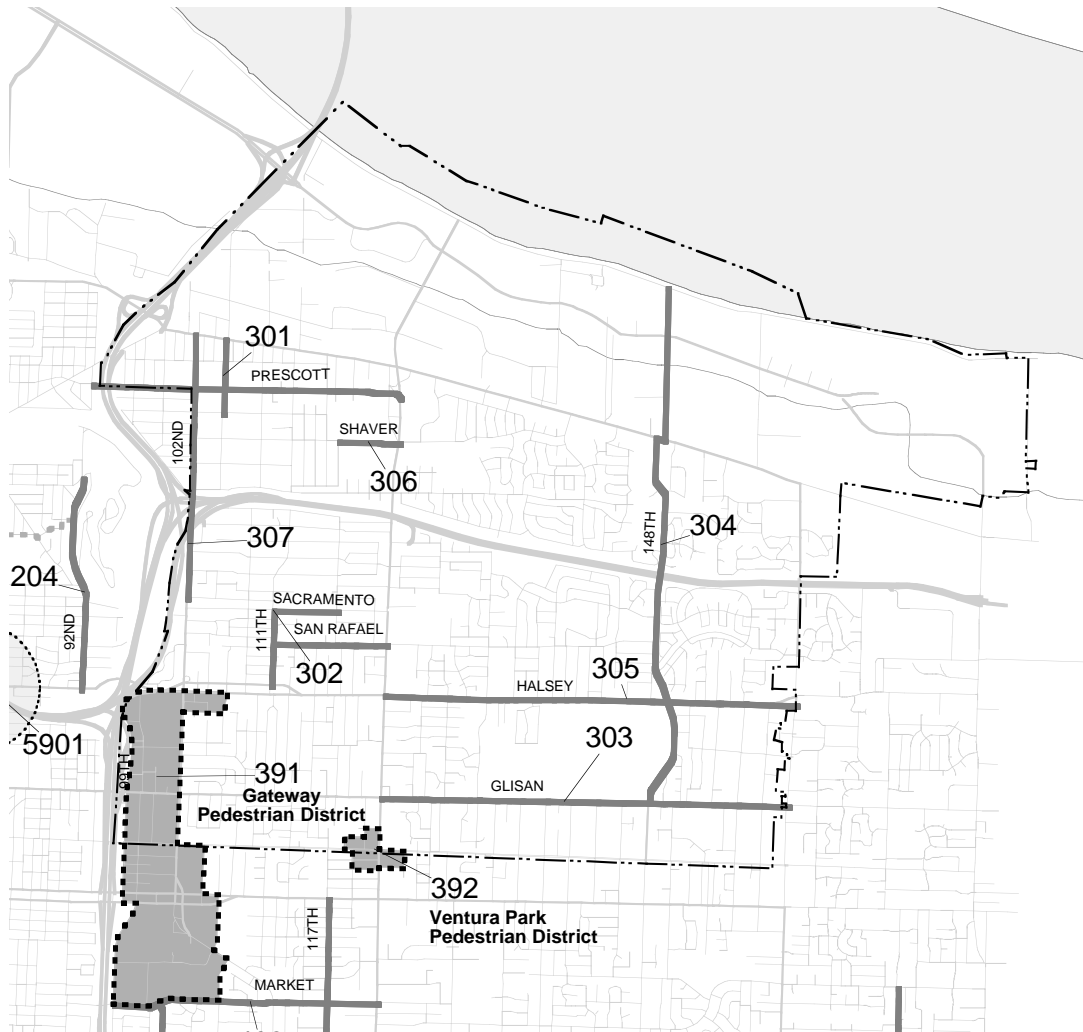 301
PRESCOTT
SHAVER
102ND
306
304
148TH
307
204
SACRAMENTO
111TH
SAN RAFAEL
92ND
302
305
HALSEY
5901
303
99TH
391
GLISAN
Gateway
Pedestrian District
392
Ventura Park
Pedestrian District
117TH
MARKET